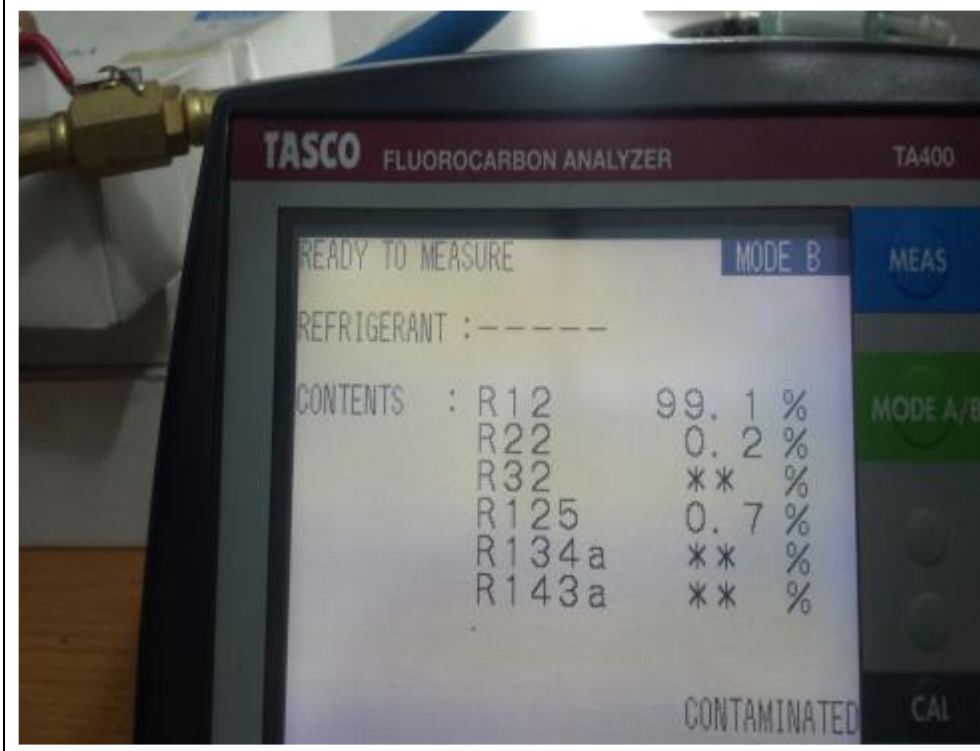 TASCO FLUOROCARBON ANALYZER TA400
READY TO MEASURE MODE B
MEAS
REFRIGERANT :-----
CONTENTS : R12 99.1 %
MODE A/B
R22 0.2 %
R32 ** %
R125 0.7 %
R134a ** %
R143a ** %
CONTAMINATED
CAL